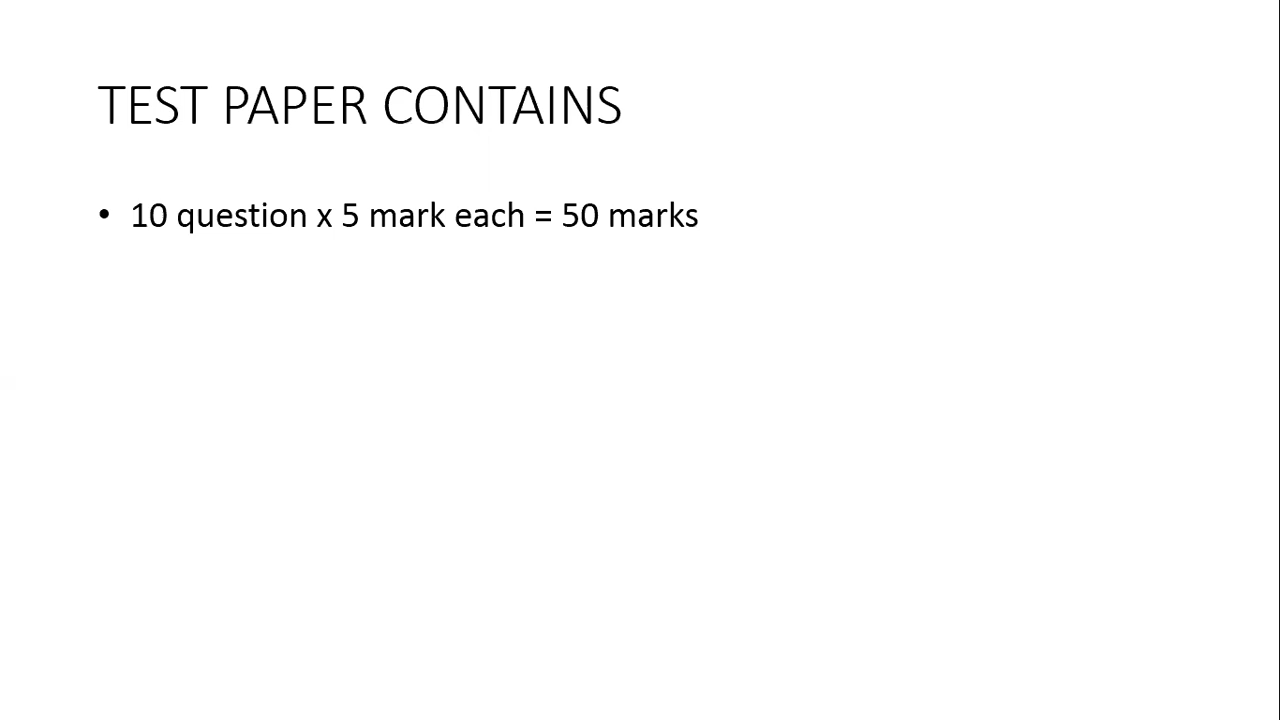 TEST PAPER CONTAINS
• 10 question x 5 mark each = 50 marks